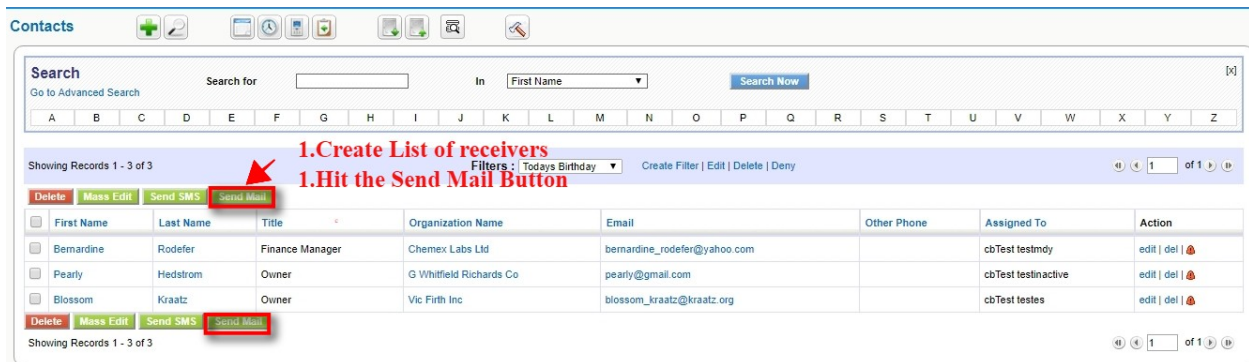 Contacts
Search
Go to Advanced Search
Search for
In
First Name
Search Now
[x]
A B C D E F G H I J K L M N O P Q R S T U V W X Y Z
1.Create List of receivers
Showing Records 1 - 3 of 3
Filters : Todays Birthday
Create Filter | Edit | Delete | Deny
1 of 1
1.Hit the Send Mail Button
Delete Mass Edit Send SMS Send Mail
First Name Last Name Title Organization Name Email Other Phone Assigned To Action
Bernardine Rodefer Finance Manager Chemex Labs Ltd bernardine_rodefer@yahoo.com cbTest testmdy edit | del |
Pearly Hedstrom Owner G Whitfield Richards Co pearly@gmail.com cbTest testinactive edit | del |
Blossom Kraatz Owner Vic Firth Inc blossom_kraatz@kraatz.org cbTest testes edit | del |
Delete Mass Edit Send SMS Send Mail
Showing Records 1 - 3 of 3
1 of 1